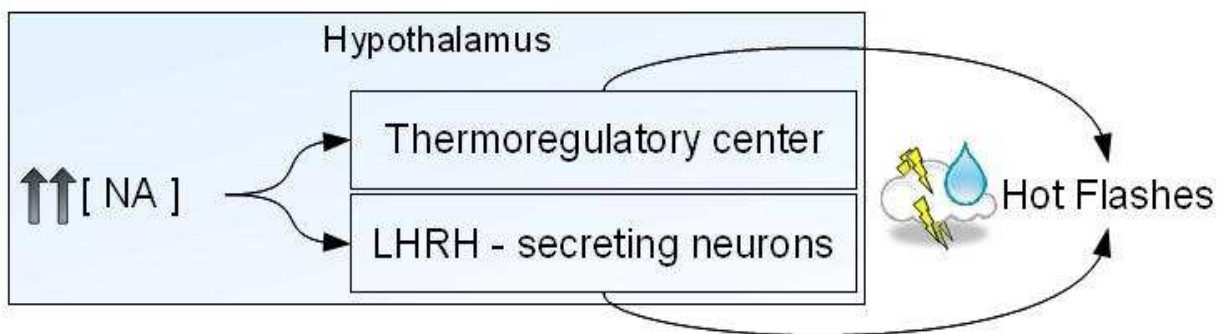 Hypothalamus
Thermoregulatory center
[ NA ]
LHRH - secreting neurons
Hot Flashes